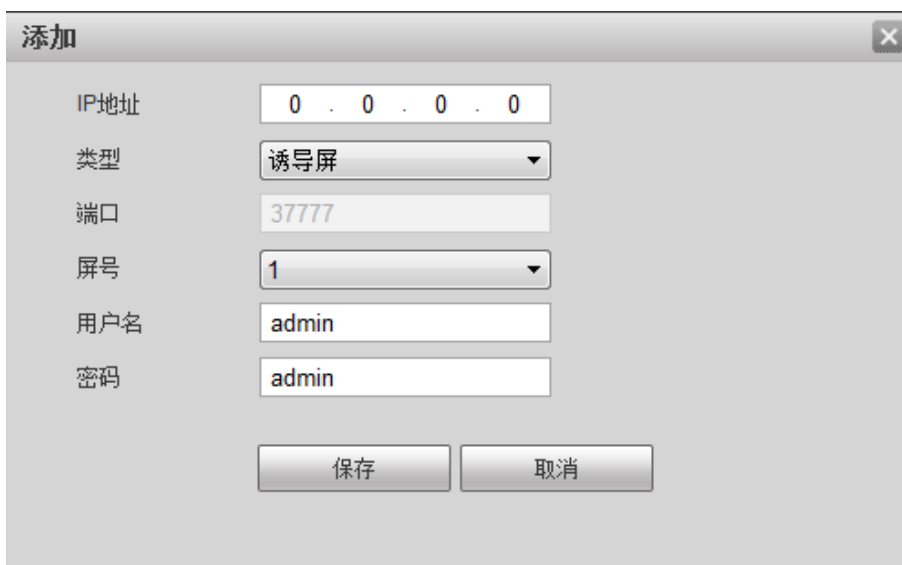 添加
IP地址 0 . 0 . 0 . 0
类型 诱导屏
端口 37777
屏号 1
用户名 admin
密码 admin
保存 取消